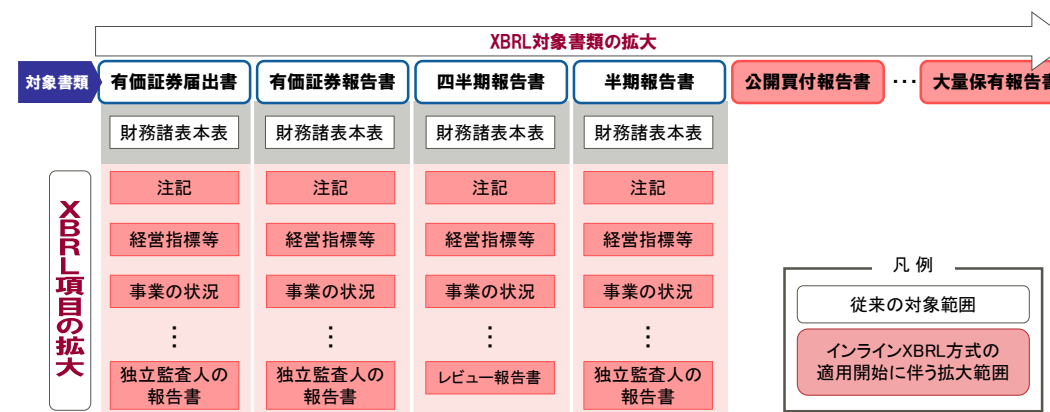 XBRL対象書類の拡大
対象書類
有価証券届出書
有価証券報告書
四半期報告書
半期報告書
公開買付報告書
･･･
大量保有報告書
財務諸表本表
財務諸表本表
財務諸表本表
財務諸表本表
XBRL項目の拡大
注記
注記
注記
注記
経営指標等
経営指標等
経営指標等
経営指標等
事業の状況
事業の状況
事業の状況
事業の状況
⋮
⋮
⋮
⋮
独立監査人の
報告書
独立監査人の
報告書
レビュー報告書
独立監査人の
報告書
凡 例
従来の対象範囲
インラインXBRL方式の
適用開始に伴う拡大範囲